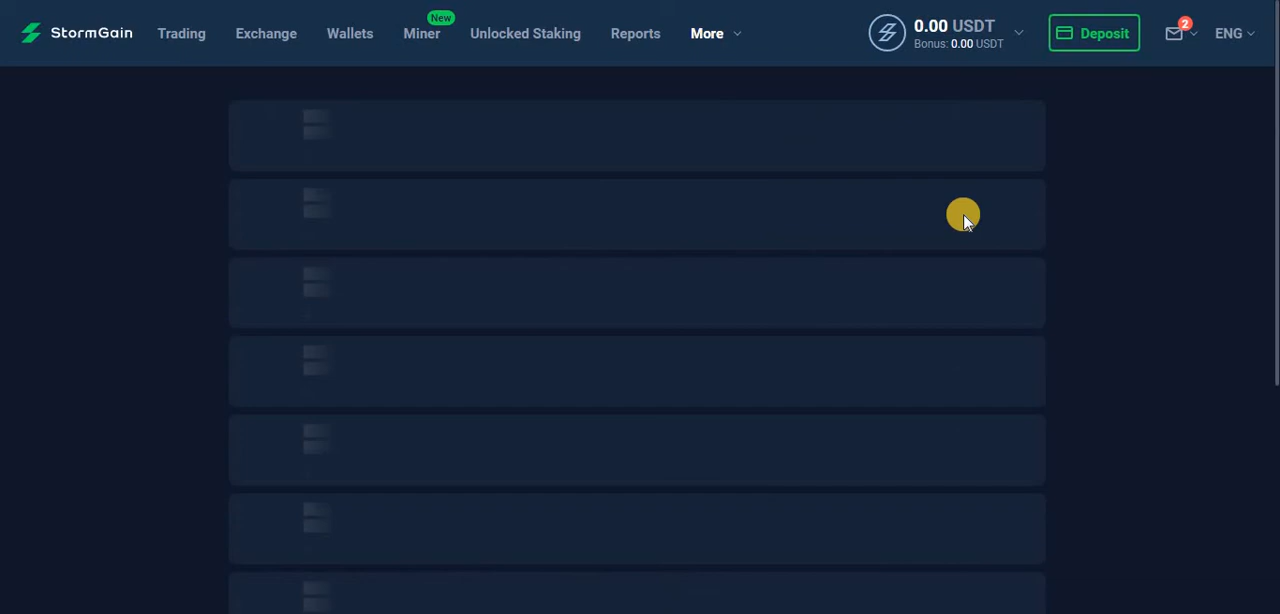 StormGain
Trading
Exchange
Wallets
Miner
New
Unlocked Staking
Reports
More
0.00 USDT
Bonus: 0.00 USDT
Deposit
2
ENG